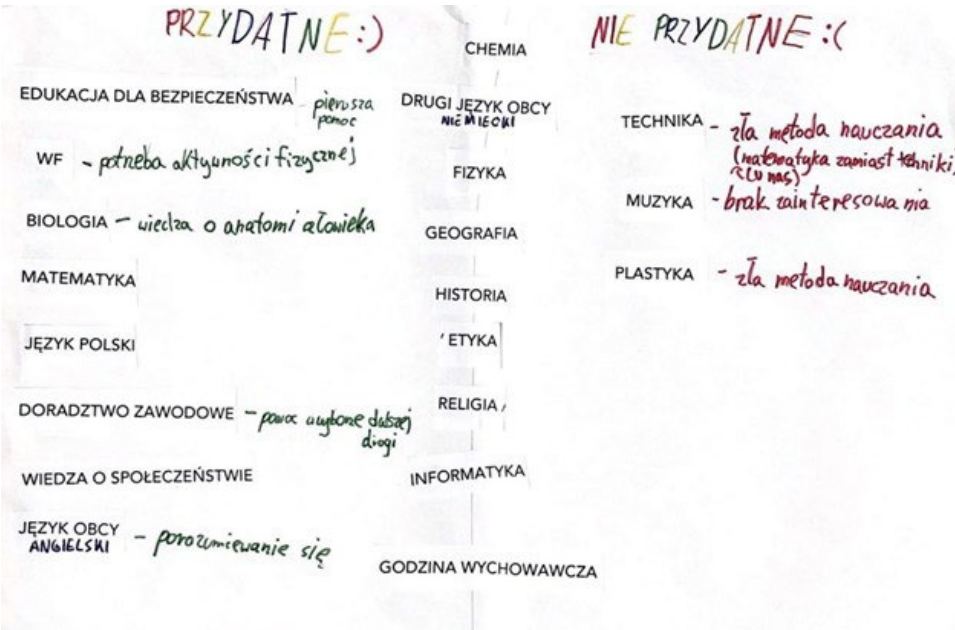 PRZYDATNE :)
EDUKACJA DLA BEZPIECZEŃSTWA - pierwsza
pomoc
WF - potrzeba aktywności fizycznej
BIOLOGIA - wiedza o anatomi człowieka
MATEMATYKA
JĘZYK POLSKI
DORADZTWO ZAWODOWE - pomoc w wyborze dalszej
drogi
WIEDZA O SPOŁECZEŃSTWIE
JĘZYK OBCY
ANGIELSKI - porozumiewanie się
CHEMIA
DRUGI JĘZYK OBCY
NIEMIECKI
FIZYKA
GEOGRAFIA
HISTORIA
ETYKA
RELIGIA
INFORMATYKA
GODZINA WYCHOWAWCZA
NIE PRZYDATNE :(
TECHNIKA - zła metoda nauczania
(matematyka zamiast techniki)
(u nas)
MUZYKA - brak zainteresowania
PLASTYKA - zła metoda nauczania